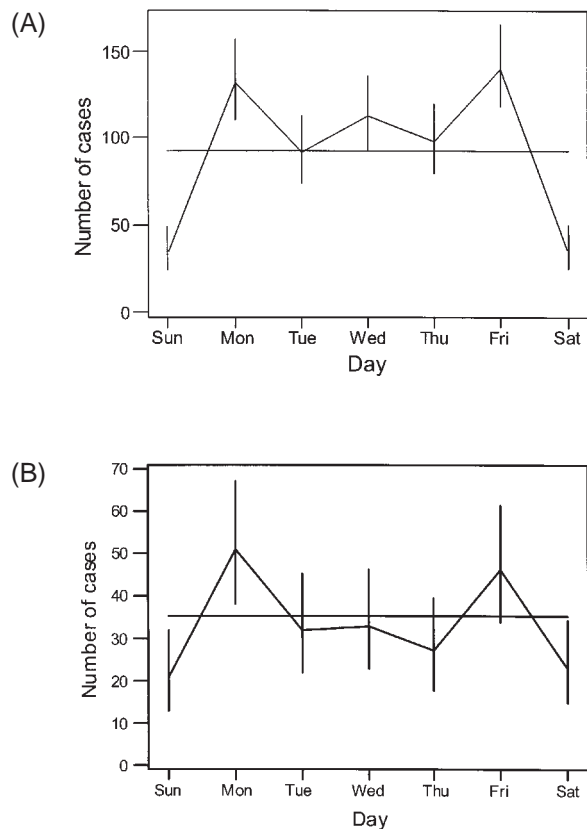 (A)
Number of cases
150
100
50
0
Sun Mon Tue Wed Thu Fri Sat
Day
(B)
Number of cases
70
60
50
40
30
20
10
0
Sun Mon Tue Wed Thu Fri Sat
Day